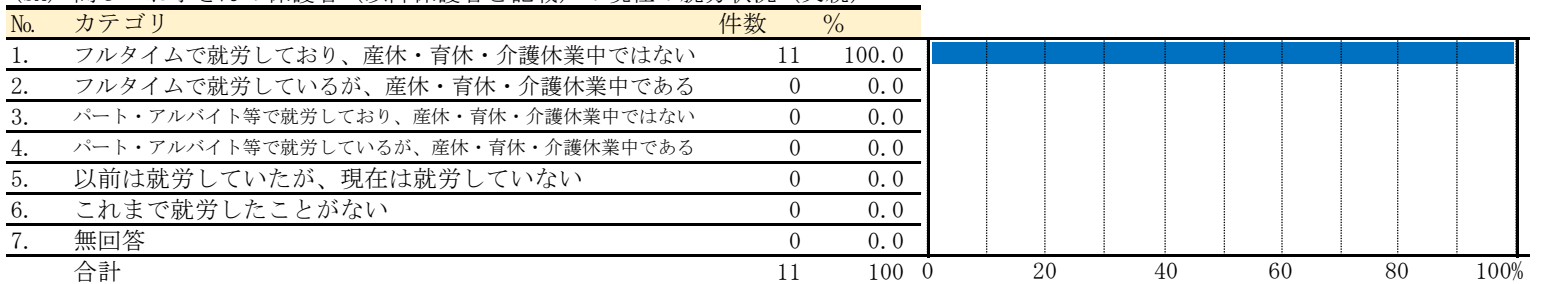 No. カテゴリ 件数 %
1. フルタイムで就労しており、産休・育休・介護休業中ではない 11 100.0
2. フルタイムで就労しているが、産休・育休・介護休業中である 0 0.0
3. パート・アルバイト等で就労しており、産休・育休・介護休業中ではない 0 0.0
4. パート・アルバイト等で就労しているが、産休・育休・介護休業中である 0 0.0
5. 以前は就労していたが、現在は就労していない 0 0.0
6. これまで就労したことがない 0 0.0
7. 無回答 0 0.0
合計 11 100 0 20 40 60 80 100%